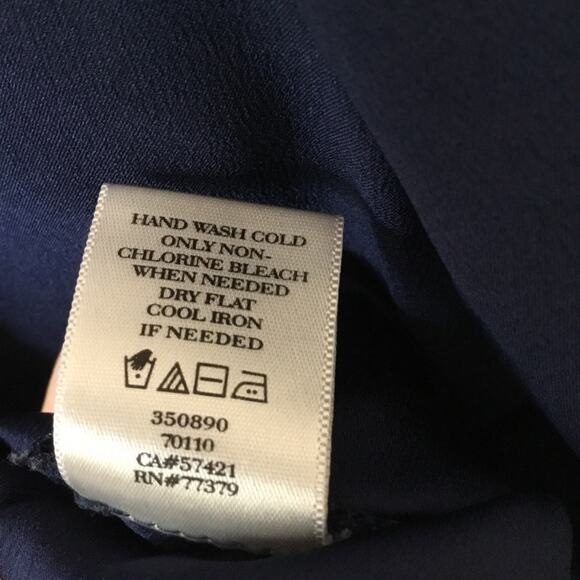 HAND WASH COLD
ONLY NON-
CHLORINE BLEACH
WHEN NEEDED
DRY FLAT
COOL IRON
IF NEEDED
350890
70110
CA#57421
RN#77379